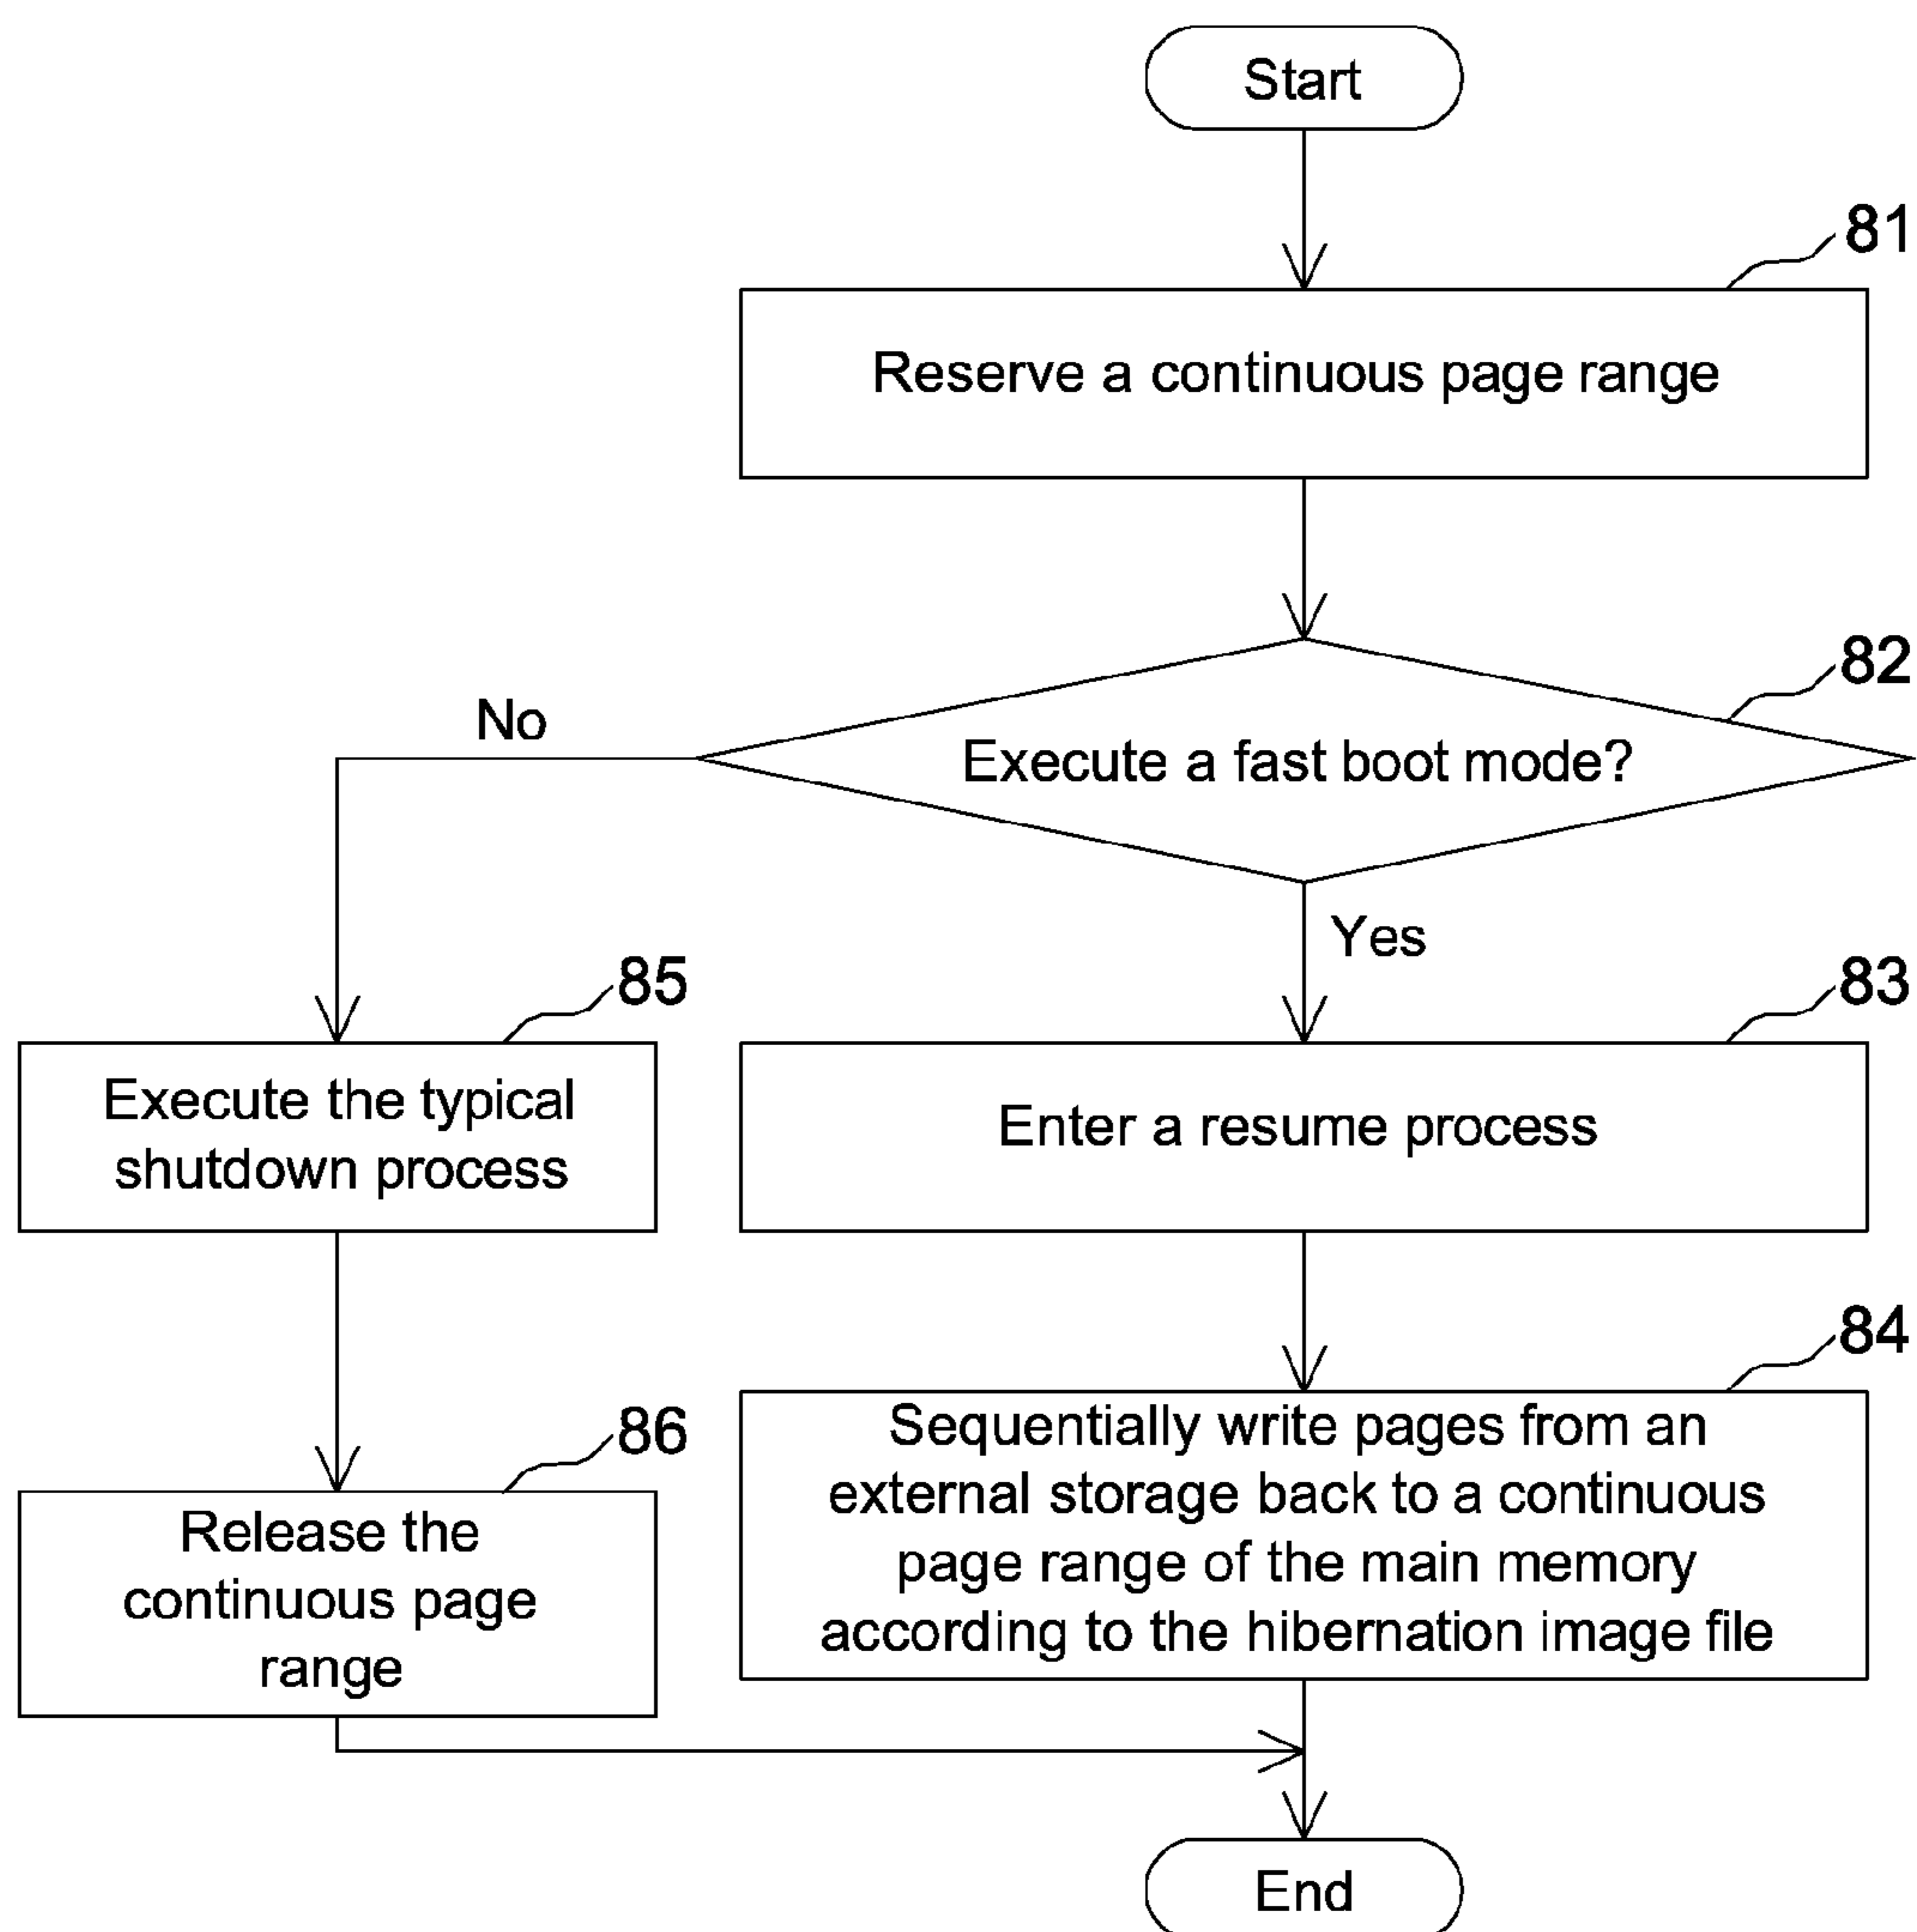 Start
81
Reserve a continuous page range
82
Execute a fast boot mode?
No
Yes
83
Enter a resume process
84
Sequentially write pages from an
external storage back to a continuous
page range of the main memory
according to the hibernation image file
85
Execute the typical
shutdown process
86
Release the
continuous page
range
End